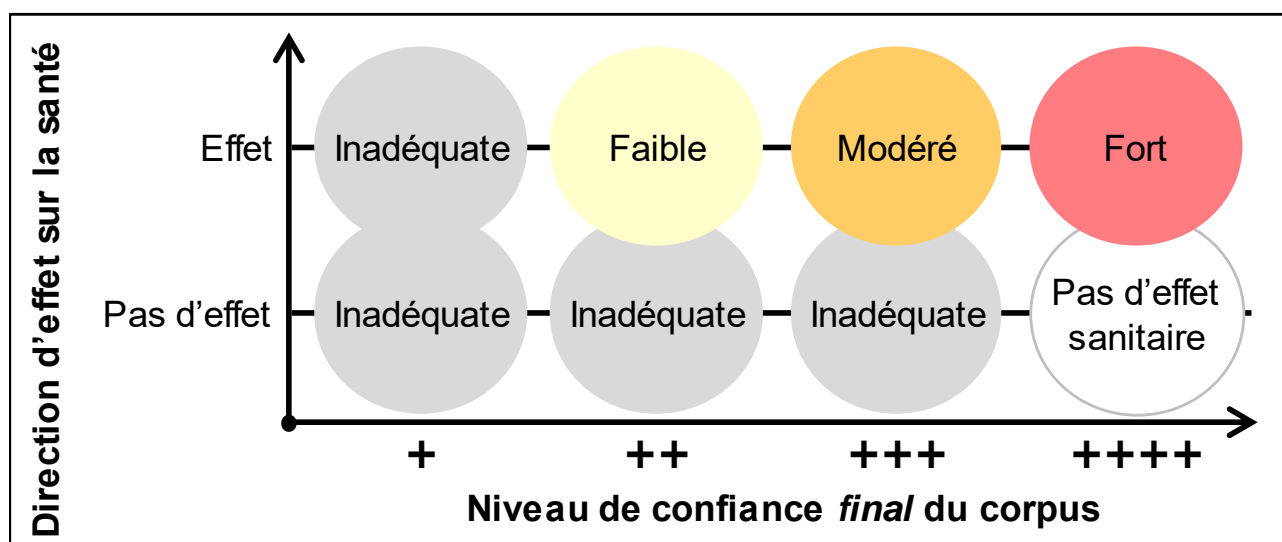 Direction d'effet sur la santé
Effet Inadéquate Faible Modéré Fort
Pas d'effet Inadéquate Inadéquate Inadéquate Pas d'effet
sanitaire
+ ++ +++ ++++
Niveau de confiance final du corpus